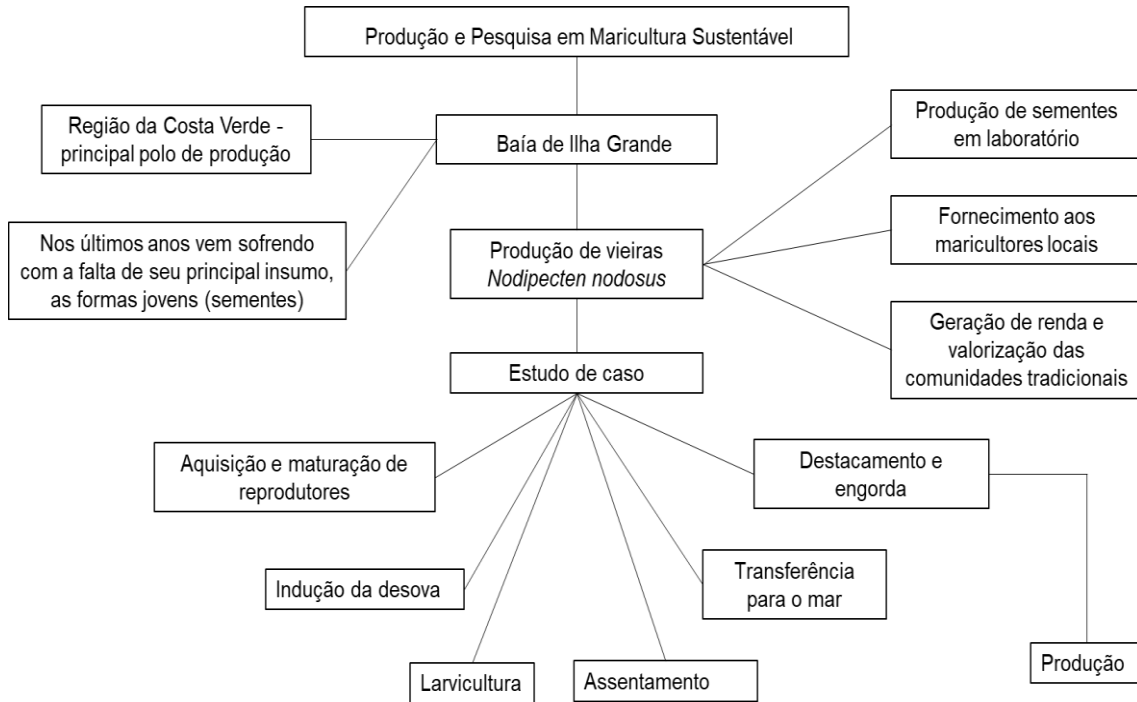 Produção e Pesquisa em Maricultura Sustentável
Região da Costa Verde -
principal polo de produção
Baía de Ilha Grande
Produção de sementes
em laboratório
Nos últimos anos vem sofrendo
com a falta de seu principal insumo,
as formas jovens (sementes)
Produção de vieiras
Nodipecten nodosus
Fornecimento aos
maricultores locais
Geração de renda e
valorização das
comunidades tradicionais
Estudo de caso
Aquisição e maturação de
reprodutores
Destacamento e
engorda
Indução da desova
Transferência
para o mar
Larvicultura
Assentamento
Produção